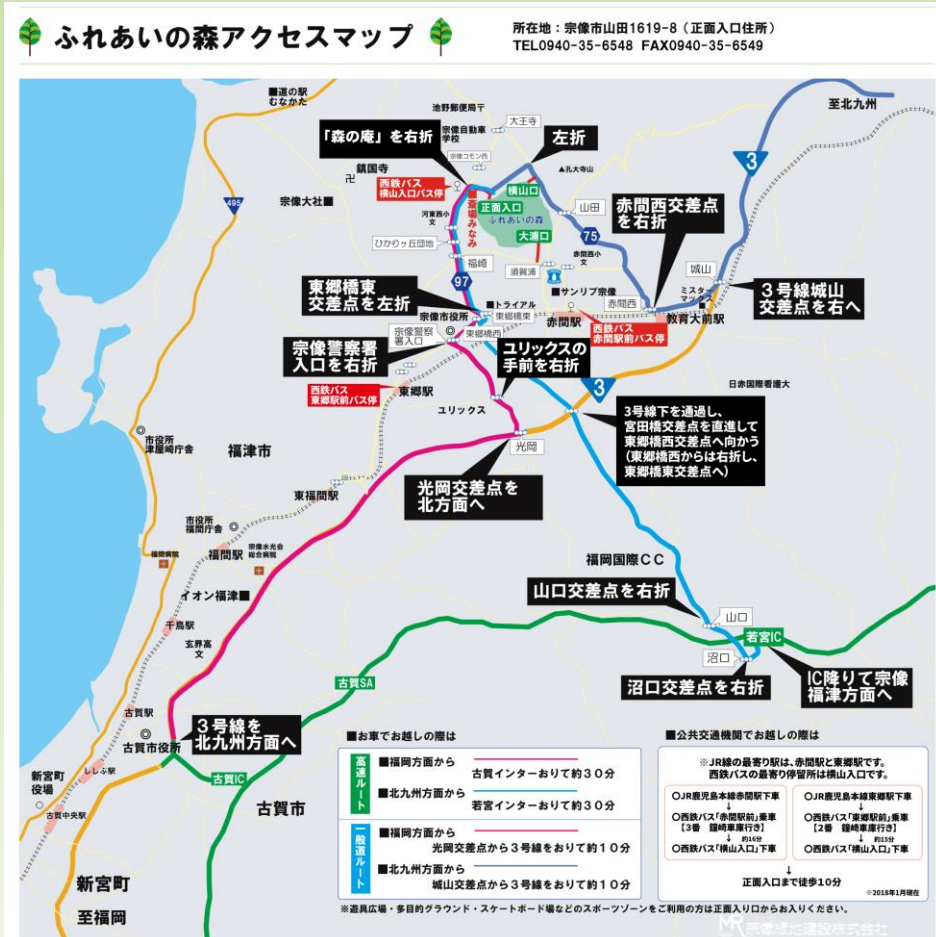 ふれあいの森アクセスマップ
所在地：宗像市山田1619-8（正面入口住所）
TEL0940-35-6548 FAX0940-35-6549
■道の駅
むなかた
池野郵便局〒
大王寺
至北九州
宗像自動車
学校
「森の庵」を右折
左折
宗像コモン西
3
鎮国寺
卍
▲孔大寺山
西鉄バス
横山入口バス停
横山口
赤間西交差点
を右折
495
宗像大社■
■斎場みなみ
正面入口
ふれあいの森
山田
河東西小
文
大浦口
75
ひかりヶ丘団地
赤間西小
文
福崎
須賀浦
城山
97
東郷橋東
交差点を左折
■サンリブ宗像
ミスター
マックス
■
3号線城山
交差点を右へ
■トライアル
宗像市役所
東郷橋東
赤間西
赤間駅
教育大前駅
宗像警察
署入口
東郷橋西
西鉄バス
赤間駅前バス停
宗像警察署
入口を右折
ユリックスの
手前を右折
3
西鉄バス
東郷駅前バス停
東郷駅
日赤国際看護大
ユリックス
3号線下を通過し、
宮田橋交差点を直進して
東郷橋西交差点へ向かう
（東郷橋西からは右折し、
東郷橋東交差点へ）
市役所
津屋崎庁舎
福津市
光岡
光岡交差点を
北方面へ
東福間駅
市役所
福間庁舎
福間病院
福間駅
宗像水光会
総合病院
福岡国際CC
イオン福津■
山口交差点を右折
千鳥駅
山口
玄界高
文
若宮IC
沼口
古賀SA
沼口交差点を右折
IC降りて宗像
福津方面へ
古賀駅
3号線を
北九州方面へ
古賀市役所
ししぶ駅
新宮町
役場
古賀IC
古賀中央駅
古賀市
新宮町
至福岡
■お車でお越しの際は
高速ルート
■福岡方面から
古賀インターおりて約30分
■北九州方面から
若宮インターおりて約30分
一般道ルート
■福岡方面から
光岡交差点から3号線をおりて約10分
■北九州方面から
城山交差点から3号線をおりて約10分
■公共交通機関でお越しの際は
※JR線の最寄り駅は、赤間駅と東郷駅です。
西鉄バスの最寄り停留所は横山入口です。
○JR鹿児島本線赤間駅下車
↓
○西鉄バス「赤間駅前」乗車
【3番 鐘崎車庫行き】
↓ 約16分
○西鉄バス「横山入口」下車
○JR鹿児島本線東郷駅下車
↓
○西鉄バス「東郷駅前」乗車
【2番 鐘崎車庫行き】
↓ 約15分
○西鉄バス「横山入口」下車
↓
正面入口まで徒歩10分
※2018年1月現在
※遊具広場・多目的グラウンド・スケートボード場などのスポーツゾーンをご利用の方は正面入り口からお入りください。
MR 宗像緑地建設株式会社